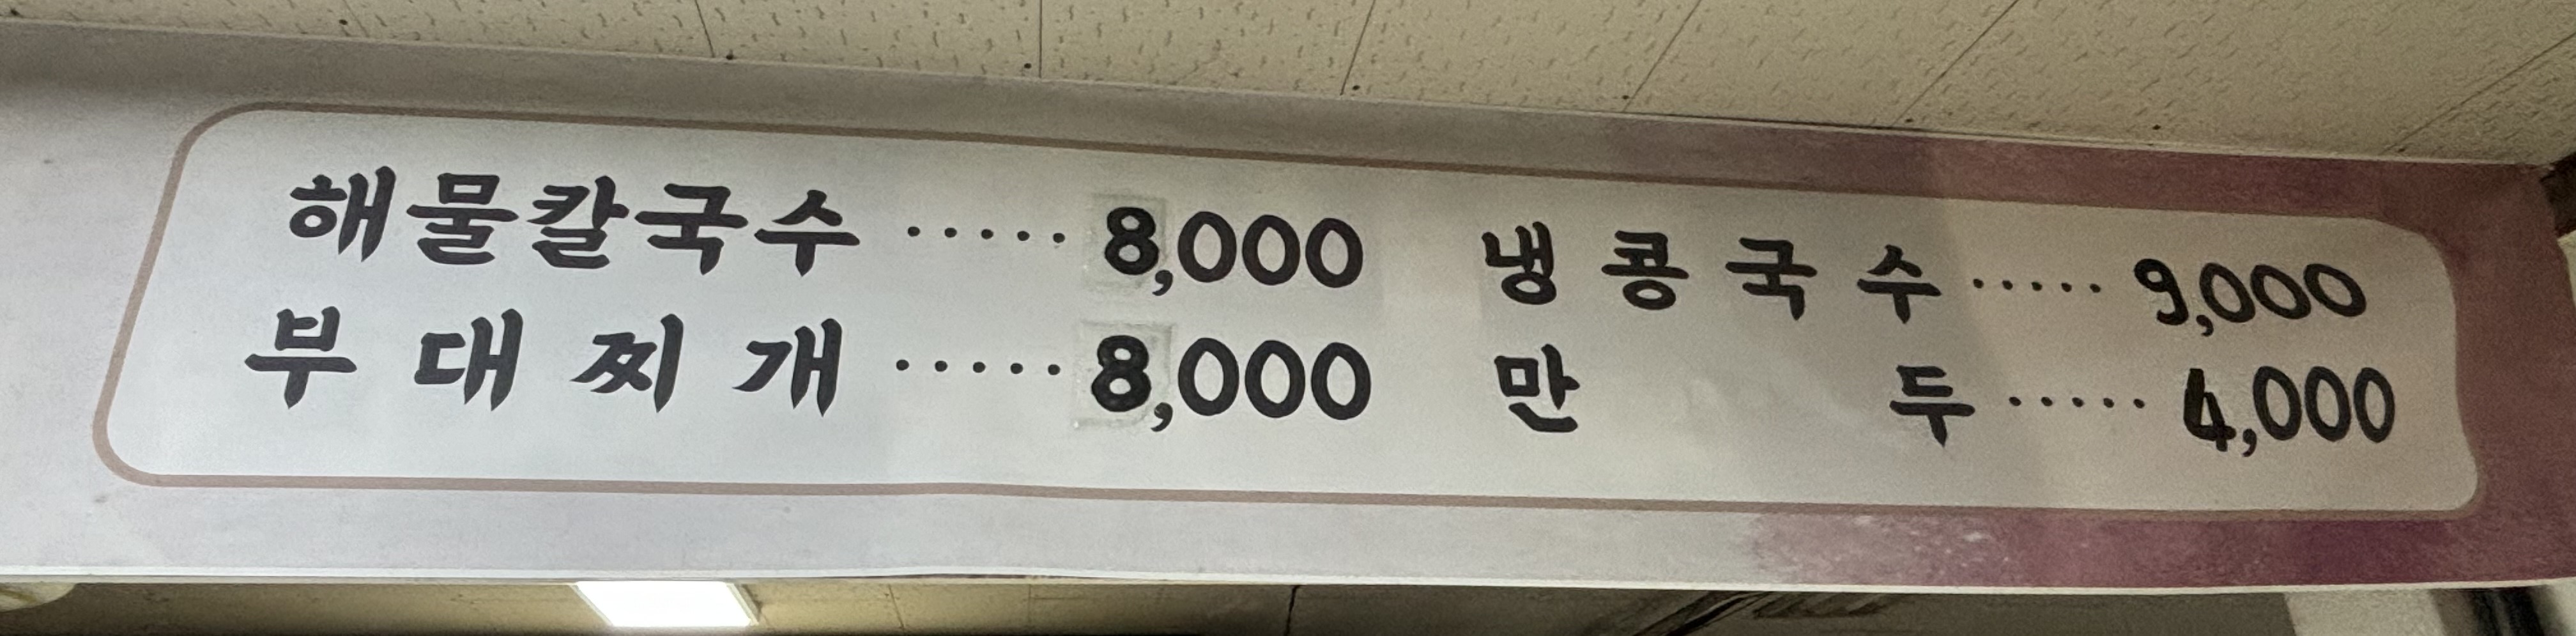 해물칼국수 ····· 8,000 냉 콩 국 수 ····· 9,000
부 대 찌 개 ····· 8,000 만 두 ····· 4,000